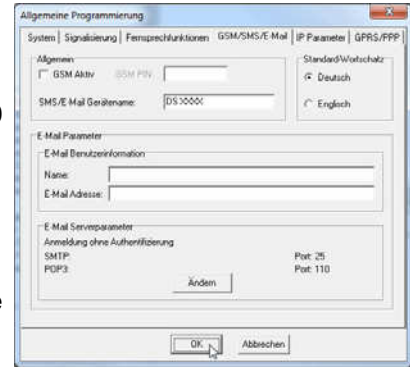 Allgemeine Programmierung
System Signalisierung Fernsprechfunktionen GSM/SMS/E-Mail IP Parameter GPRS/PPP
Allgemein
GSM Aktiv GSM PIN:
SMS/E-Mail Gerätename: DSXXXX
Standard-Wortschatz
Deutsch
Englisch
E-Mail Parameter
E-Mail Benutzerinformation
Name:
E-Mail Adresse:
E-Mail Serverparameter
Anmeldung ohne Authentifizierung
SMTP: Port: 25
POP3: Port: 110
Ändern
OK Abbrechen
)
e